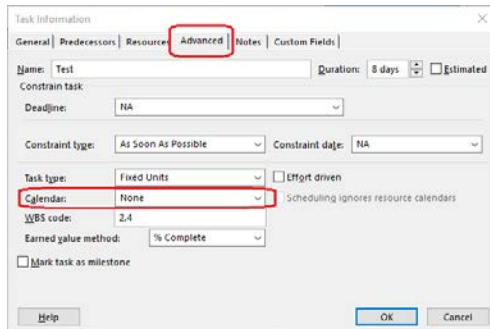 Task Information
General Predecessors Resources Advanced Notes Custom Fields
Name: Test Duration: 8 days Estimated
Constrain task
Deadline: NA
Constraint type: As Soon As Possible Constraint date: NA
Task type: Fixed Units Effort driven
Calendar: None Scheduling ignores resource calendars
WBS code: 2.4
Earned value method: % Complete
Mark task as milestone
Help OK Cancel